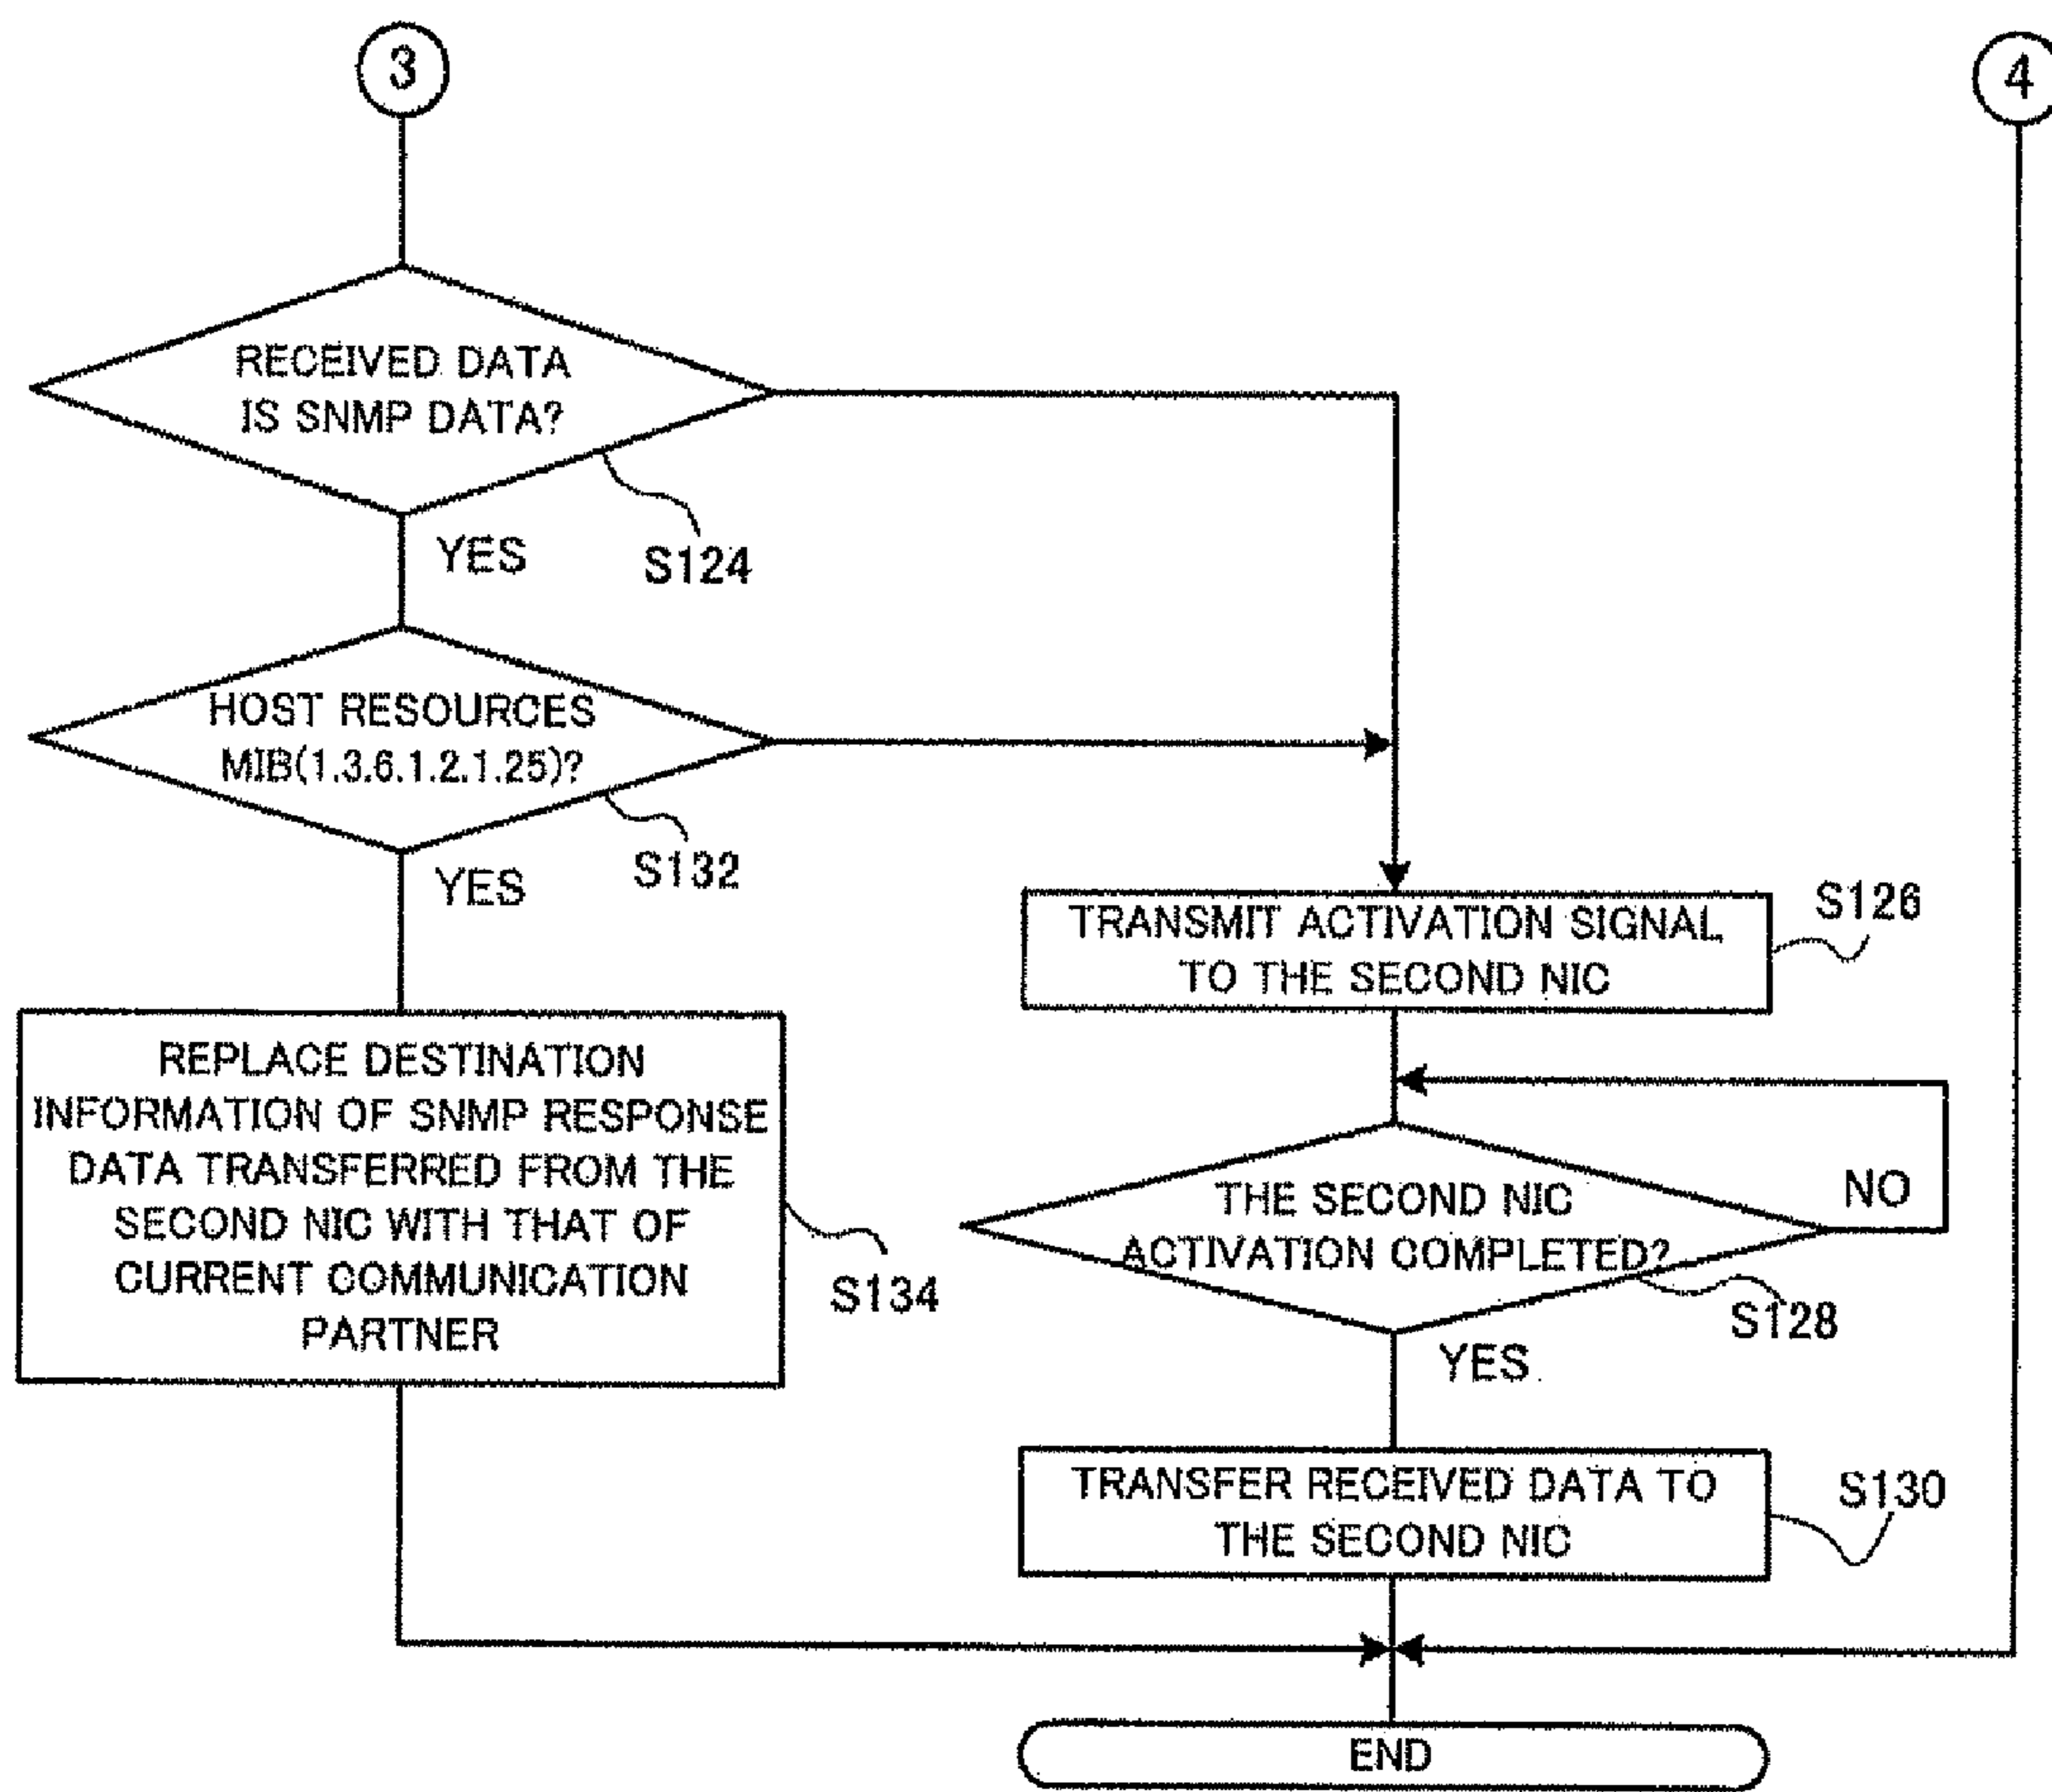 3
4
RECEIVED DATA
IS SNMP DATA?
YES
S124
HOST RESOURCES
MIB(1.3.6.1.2.1.25)?
YES
S132
REPLACE DESTINATION
INFORMATION OF SNMP RESPONSE
DATA TRANSFERRED FROM THE
SECOND NIC WITH THAT OF
CURRENT COMMUNICATION
PARTNER
S134
TRANSMIT ACTIVATION SIGNAL
TO THE SECOND NIC
S126
THE SECOND NIC
ACTIVATION COMPLETED?
NO
S128
YES
TRANSFER RECEIVED DATA TO
THE SECOND NIC
S130
END